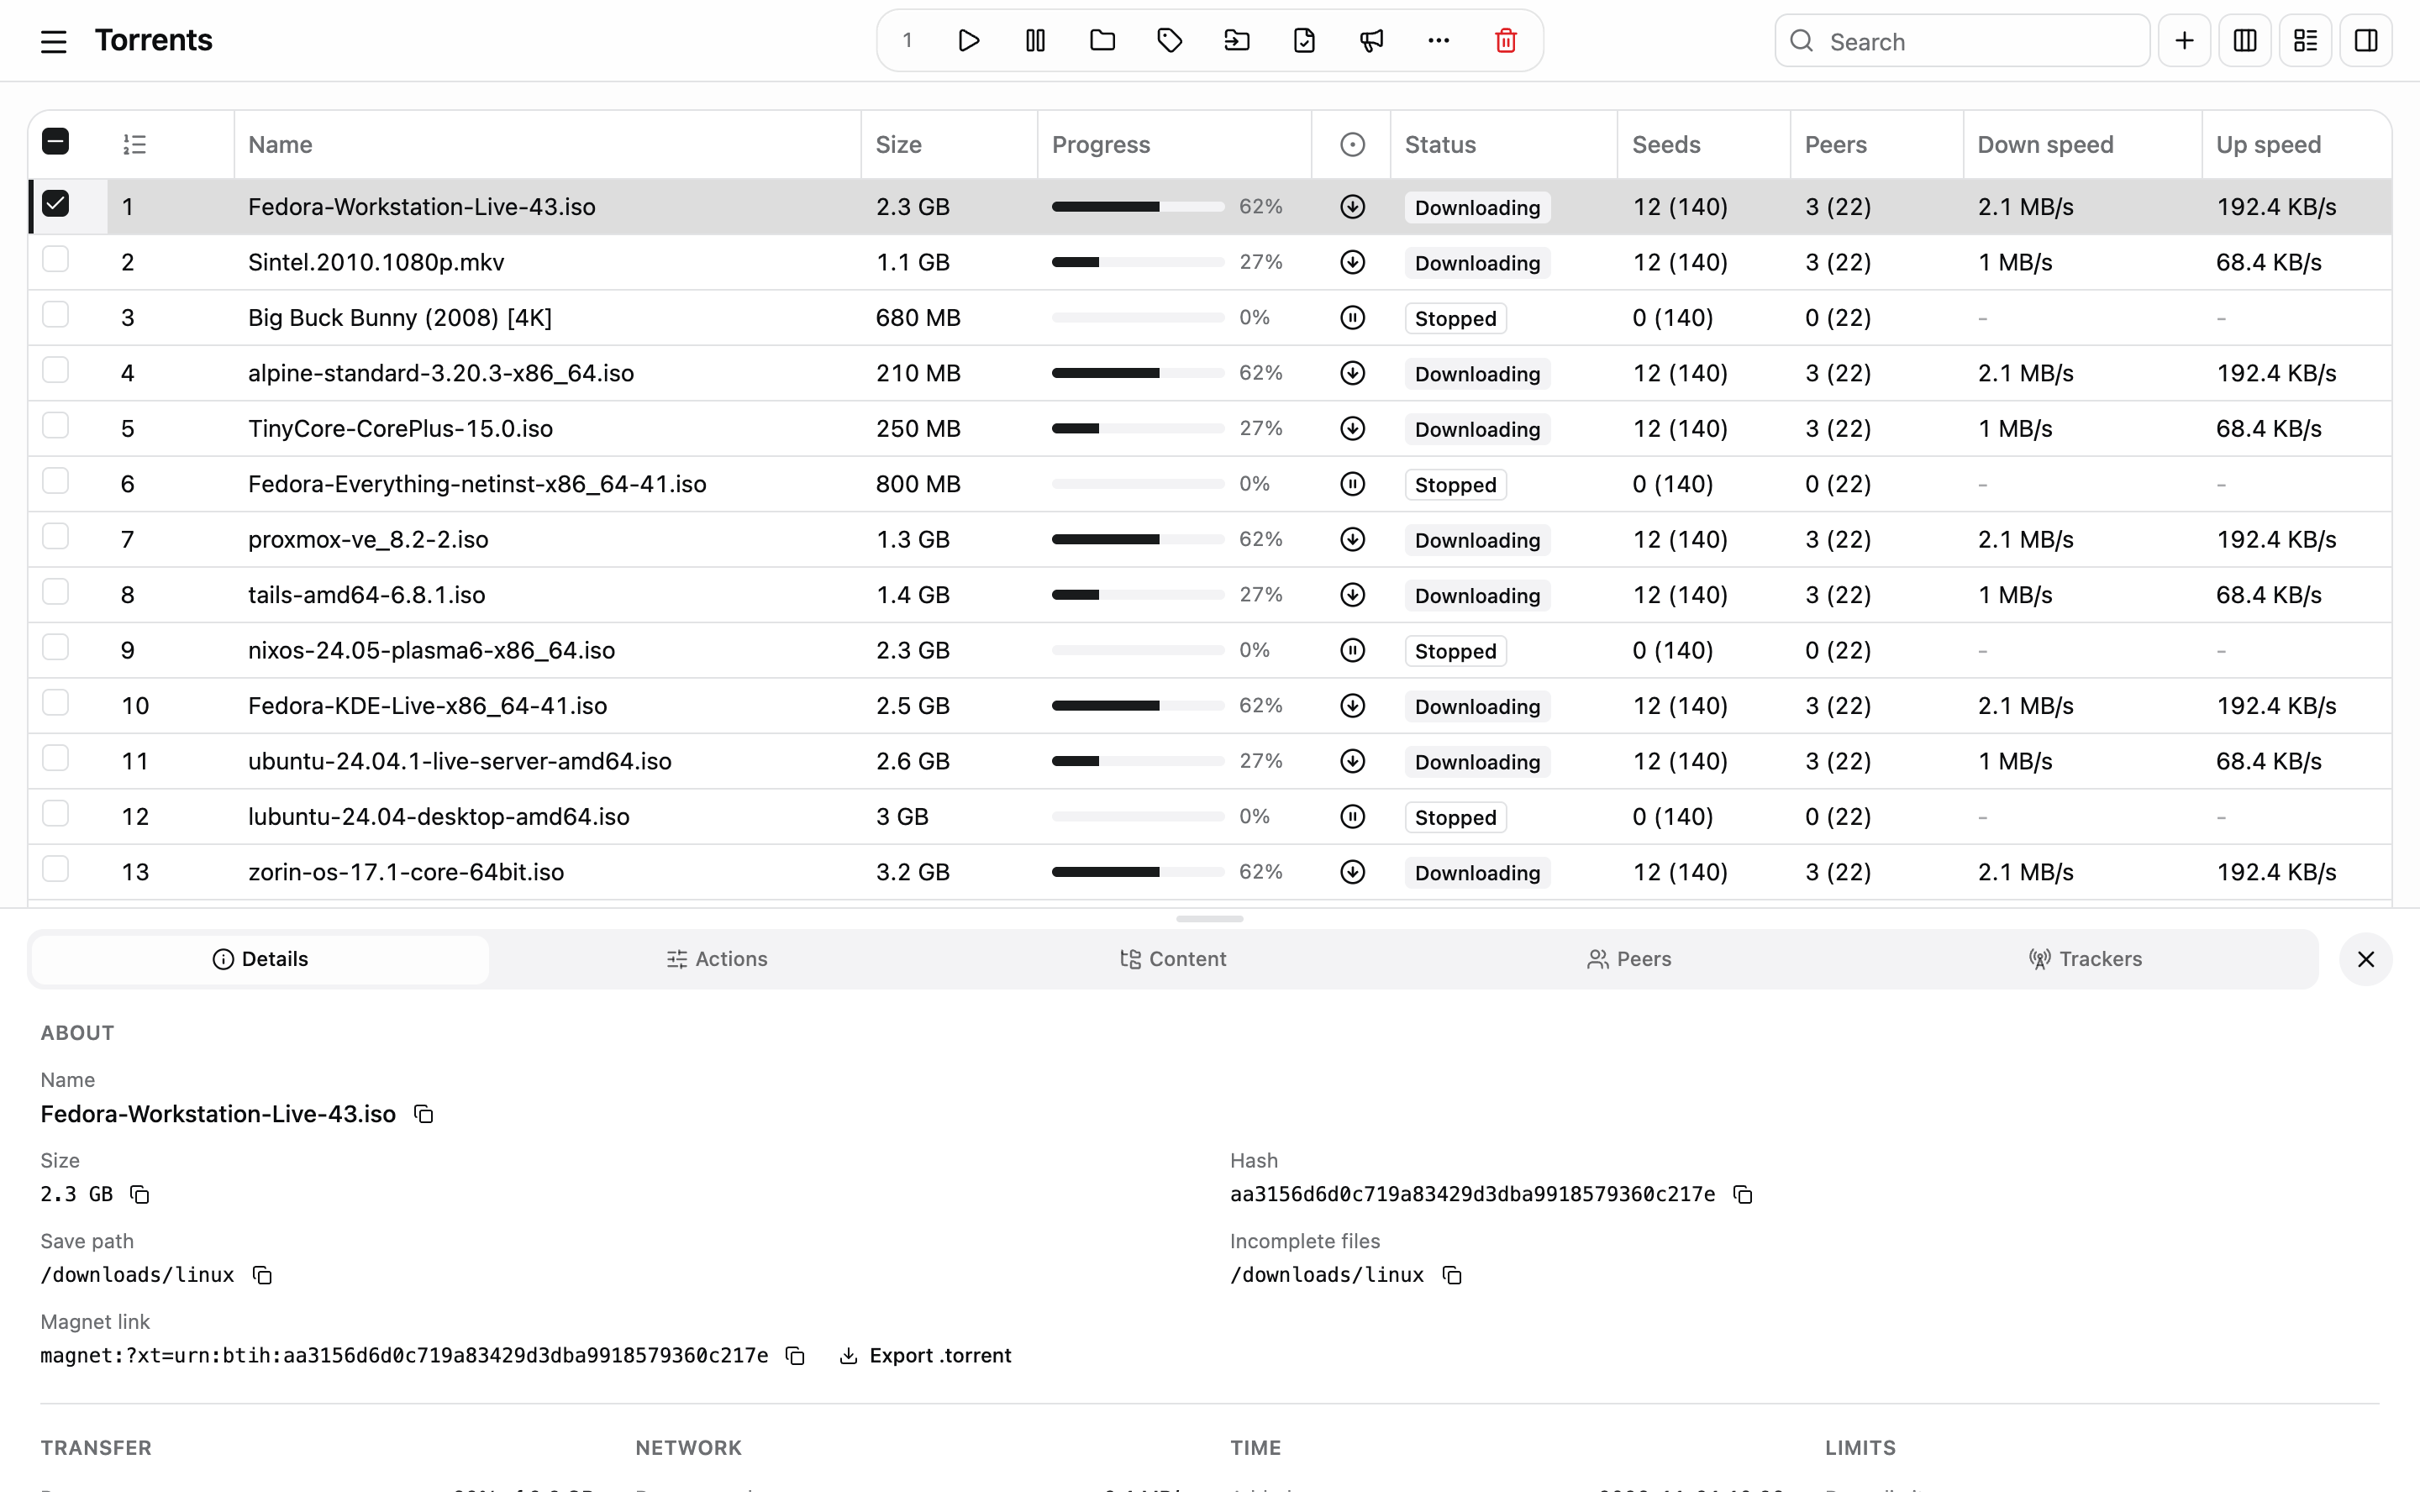 Torrents
1
Search
Name Size Progress Status Seeds Peers Down speed Up speed
1 Fedora-Workstation-Live-43.iso 2.3 GB 62% Downloading 12 (140) 3 (22) 2.1 MB/s 192.4 KB/s
2 Sintel.2010.1080p.mkv 1.1 GB 27% Downloading 12 (140) 3 (22) 1 MB/s 68.4 KB/s
3 Big Buck Bunny (2008) [4K] 680 MB 0% Stopped 0 (140) 0 (22) - -
4 alpine-standard-3.20.3-x86_64.iso 210 MB 62% Downloading 12 (140) 3 (22) 2.1 MB/s 192.4 KB/s
5 TinyCore-CorePlus-15.0.iso 250 MB 27% Downloading 12 (140) 3 (22) 1 MB/s 68.4 KB/s
6 Fedora-Everything-netinst-x86_64-41.iso 800 MB 0% Stopped 0 (140) 0 (22) - -
7 proxmox-ve_8.2-2.iso 1.3 GB 62% Downloading 12 (140) 3 (22) 2.1 MB/s 192.4 KB/s
8 tails-amd64-6.8.1.iso 1.4 GB 27% Downloading 12 (140) 3 (22) 1 MB/s 68.4 KB/s
9 nixos-24.05-plasma6-x86_64.iso 2.3 GB 0% Stopped 0 (140) 0 (22) - -
10 Fedora-KDE-Live-x86_64-41.iso 2.5 GB 62% Downloading 12 (140) 3 (22) 2.1 MB/s 192.4 KB/s
11 ubuntu-24.04.1-live-server-amd64.iso 2.6 GB 27% Downloading 12 (140) 3 (22) 1 MB/s 68.4 KB/s
12 lubuntu-24.04-desktop-amd64.iso 3 GB 0% Stopped 0 (140) 0 (22) - -
13 zorin-os-17.1-core-64bit.iso 3.2 GB 62% Downloading 12 (140) 3 (22) 2.1 MB/s 192.4 KB/s
Details Actions Content Peers Trackers
ABOUT
Name
Fedora-Workstation-Live-43.iso
Size Hash
2.3 GB aa3156d6d0c719a83429d3dba9918579360c217e
Save path Incomplete files
/downloads/linux /downloads/linux
Magnet link
magnet:?xt=urn:btih:aa3156d6d0c719a83429d3dba9918579360c217e Export .torrent
TRANSFER NETWORK TIME LIMITS